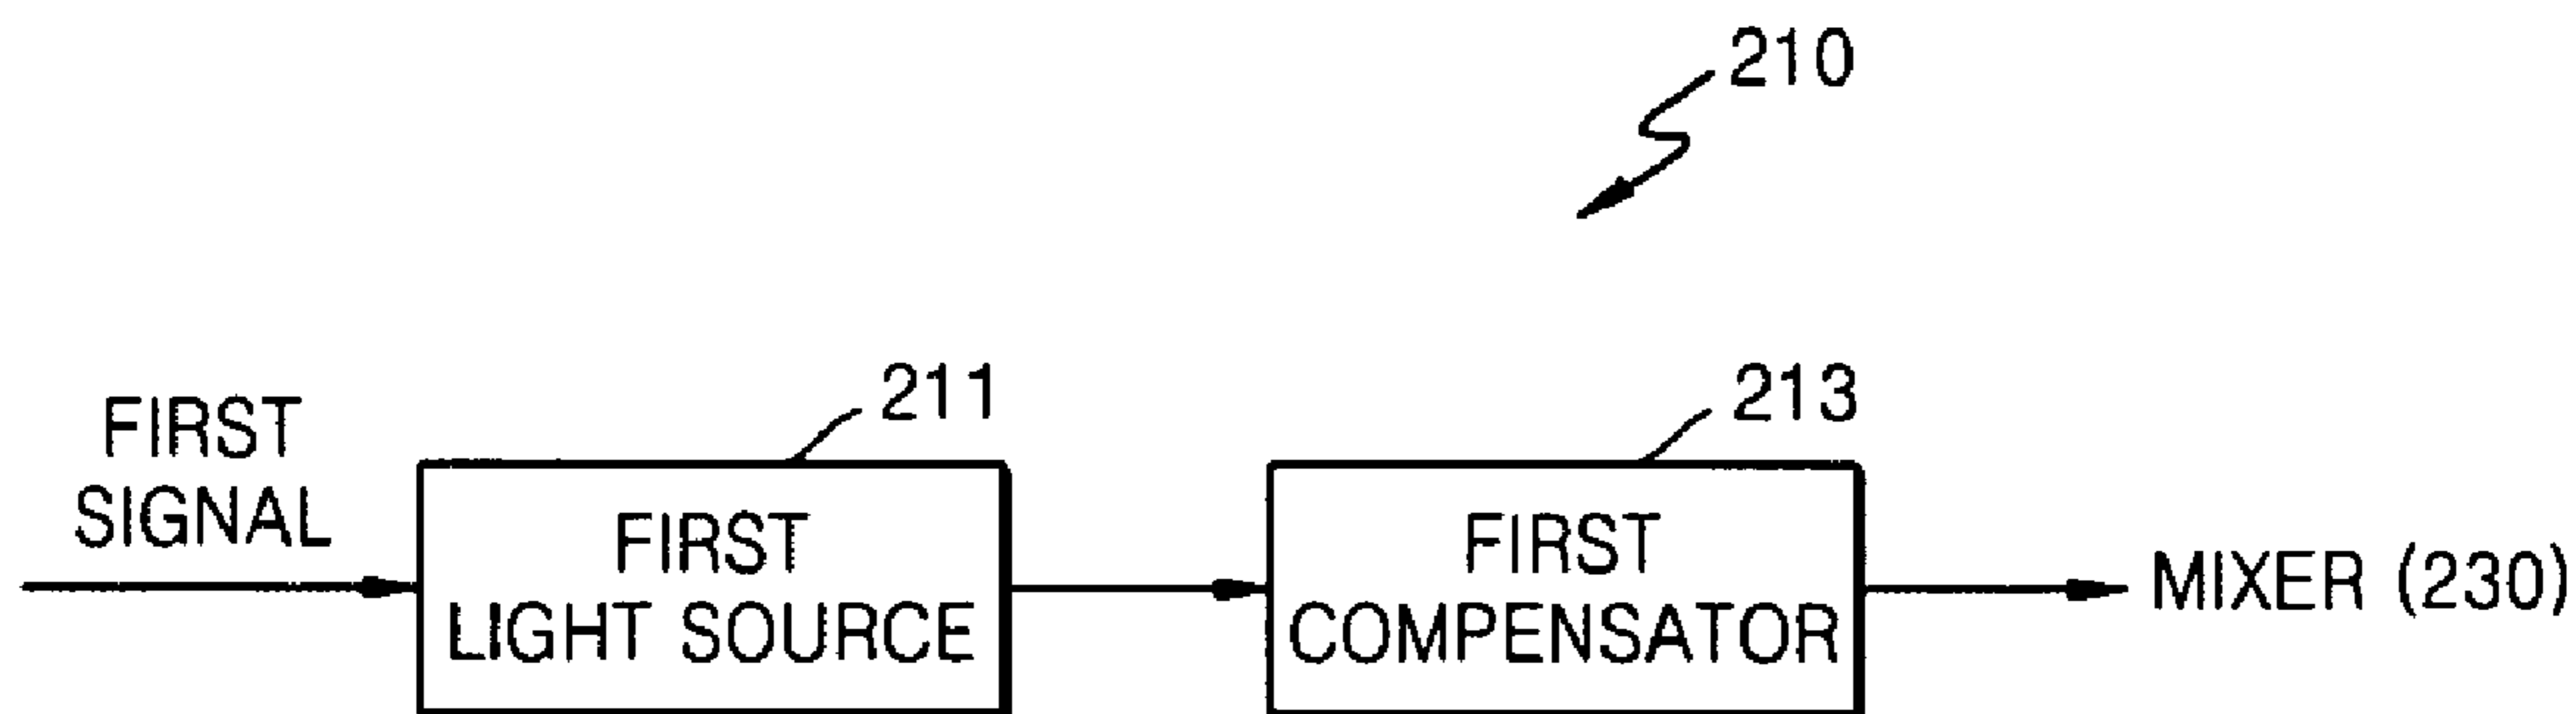 210
FIRST
SIGNAL
211
FIRST
LIGHT SOURCE
213
FIRST
COMPENSATOR
MIXER (230)